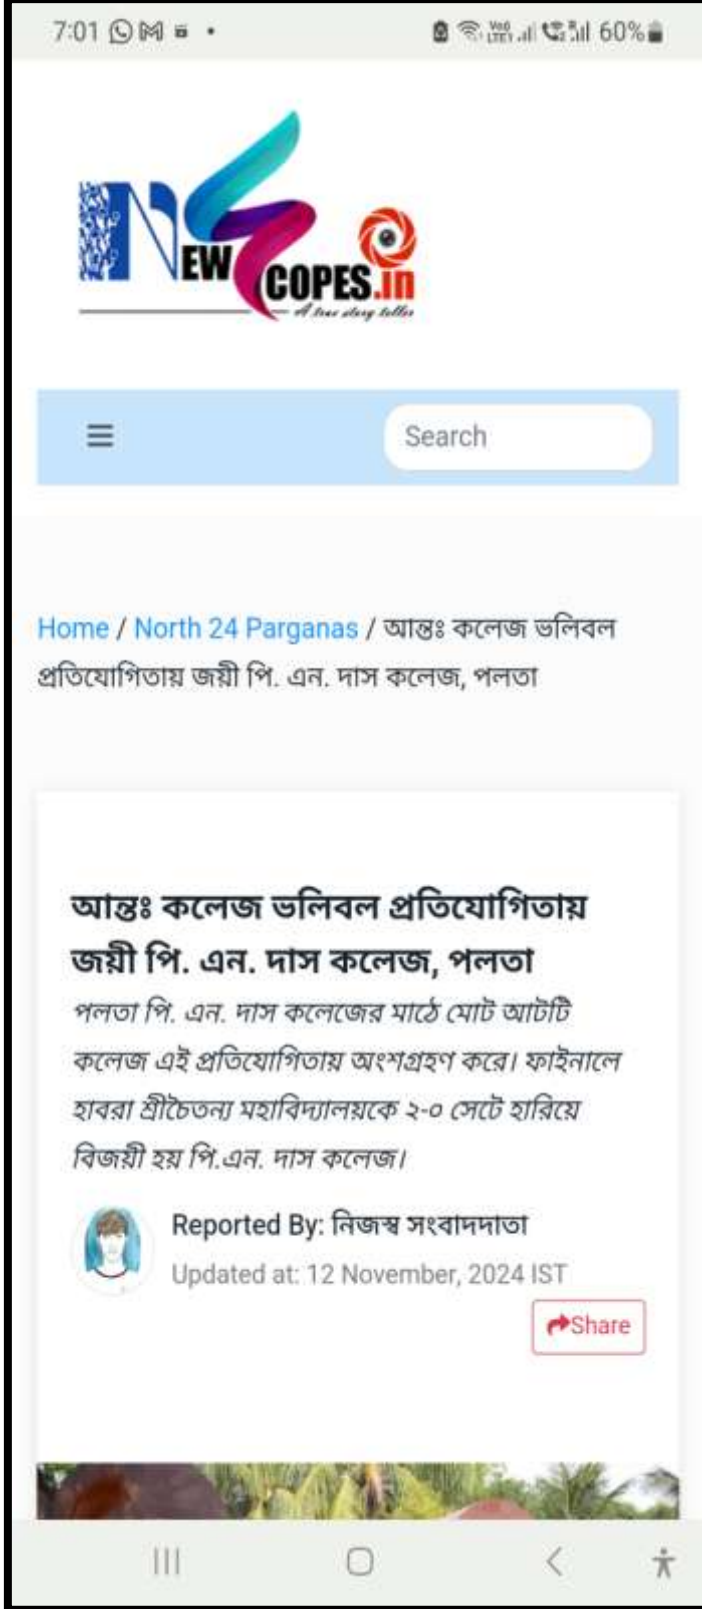 7:01
60%
NEW
SCOPES.in
A true story teller
Search
Home / North 24 Parganas / আন্তঃ কলেজ ভলিবল
প্রতিযোগিতায় জয়ী পি. এন. দাস কলেজ, পলতা
আন্তঃ কলেজ ভলিবল প্রতিযোগিতায়
জয়ী পি. এন. দাস কলেজ, পলতা
পলতা পি. এন. দাস কলেজের মাঠে মোট আটটি
কলেজ এই প্রতিযোগিতায় অংশগ্রহণ করে। ফাইনালে
হাবরা শ্রীচৈতন্য মহাবিদ্যালয়কে ২-০ সেটে হারিয়ে
বিজয়ী হয় পি.এন. দাস কলেজ।
Reported By: নিজস্ব সংবাদদাতা
Updated at: 12 November, 2024 IST
Share